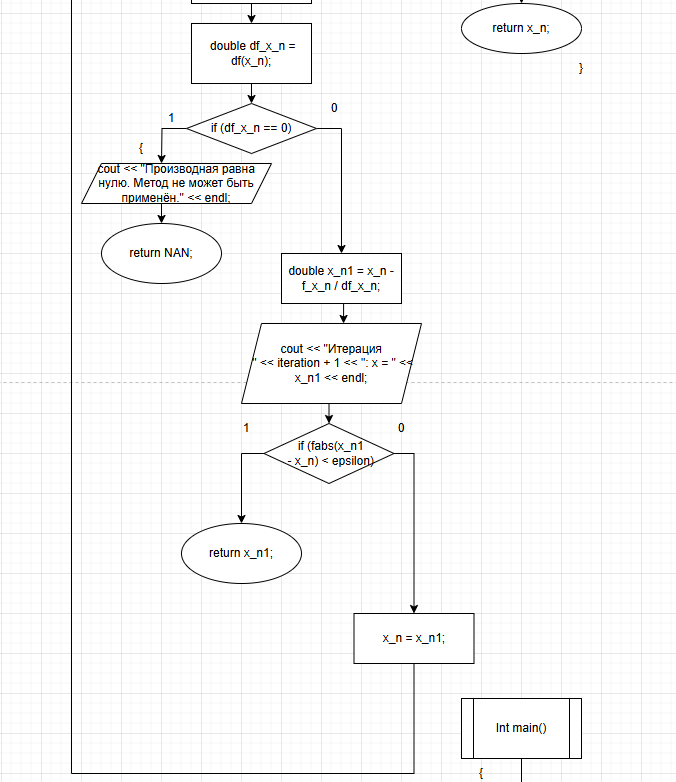 return x_n;
}
double df_x_n =
df(x_n);
if (df_x_n == 0)
1
0
{
cout << "Производная равна
нулю. Метод не может быть
применён." << endl;
return NAN;
double x_n1 = x_n -
f_x_n / df_x_n;
cout << "Итерация
" << iteration + 1 << ": x = " <<
x_n1 << endl;
1
0
if (fabs(x_n1
- x_n) < epsilon)
return x_n1;
x_n = x_n1;
Int main()
{